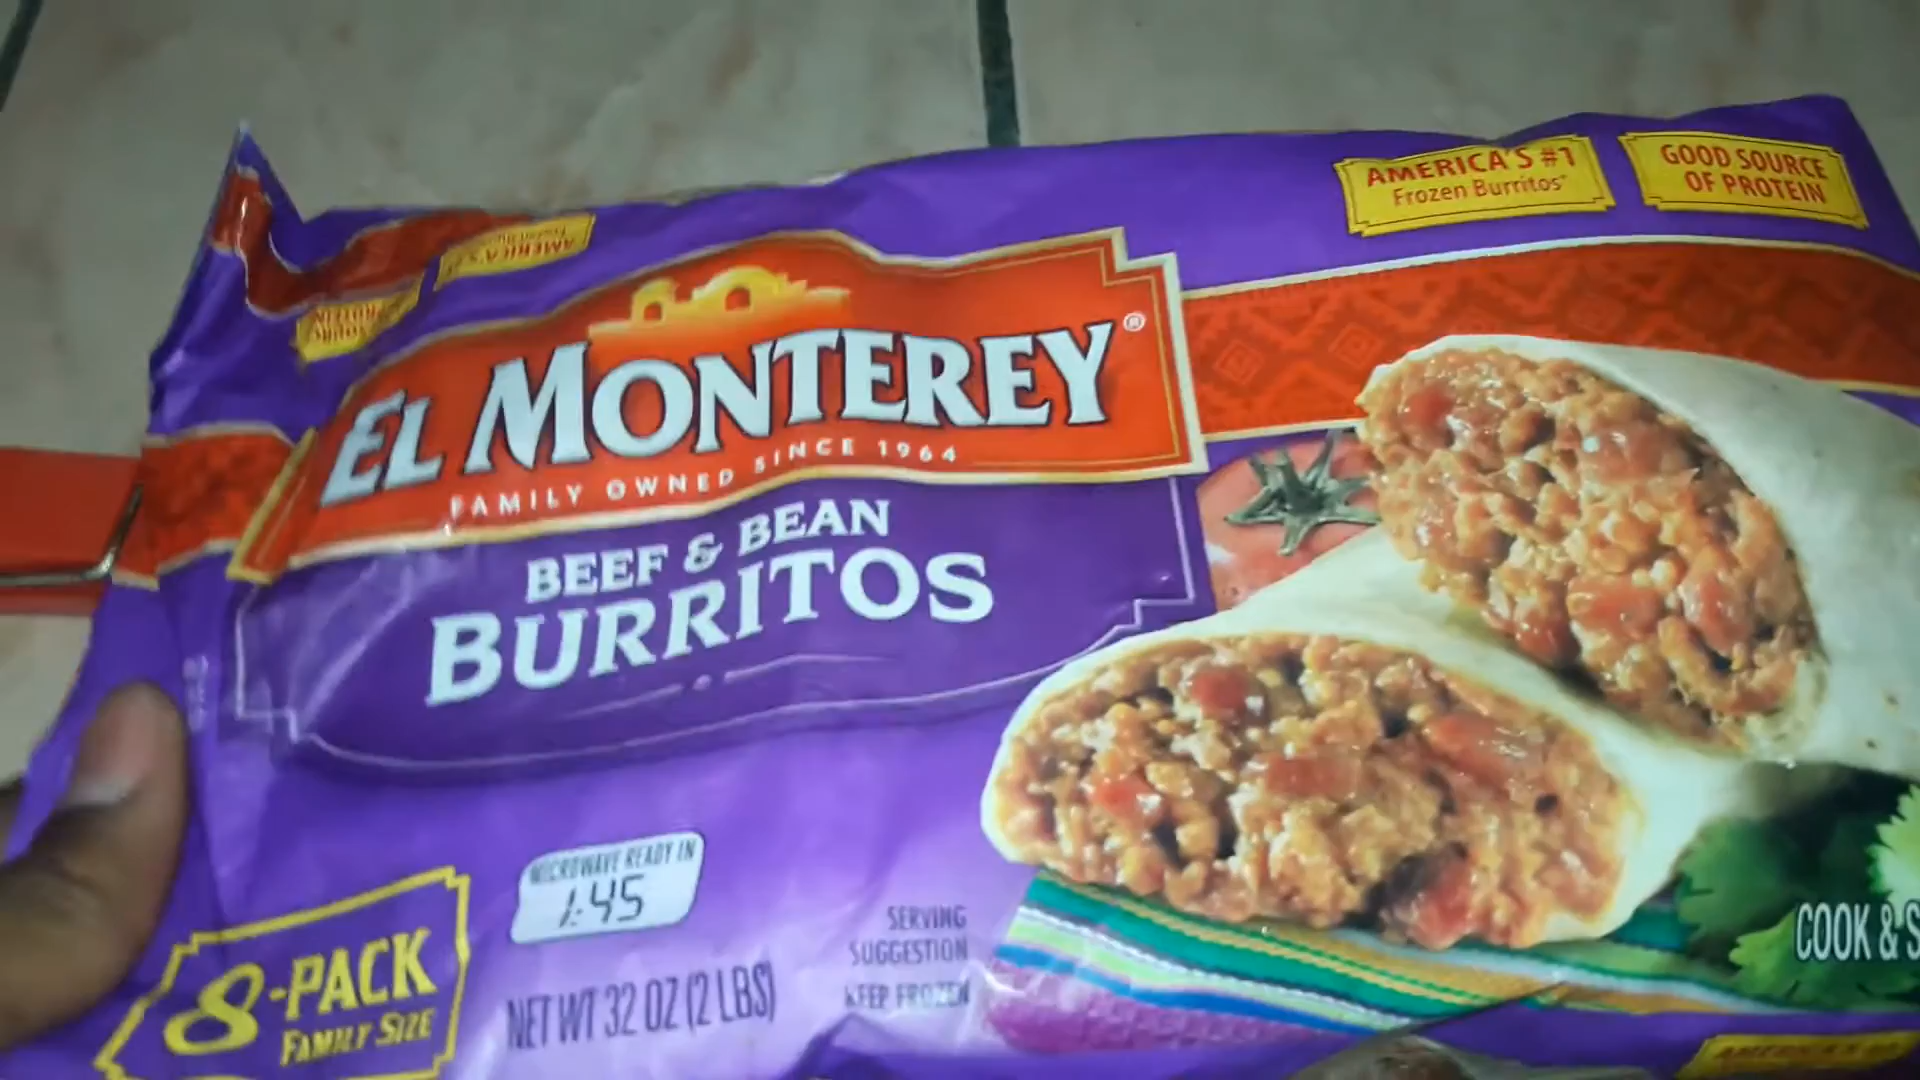 AMERICA'S #1
Frozen Burritos*
GOOD SOURCE
OF PROTEIN
EL MONTEREY®
FAMILY OWNED SINCE 1964
BEEF & BEAN
BURRITOS
MICROWAVE READY IN
1:45
8-PACK
FAMILY SIZE
NET WT 32 OZ (2 LBS)
SERVING
SUGGESTION
KEEP FROZEN
COOK & S